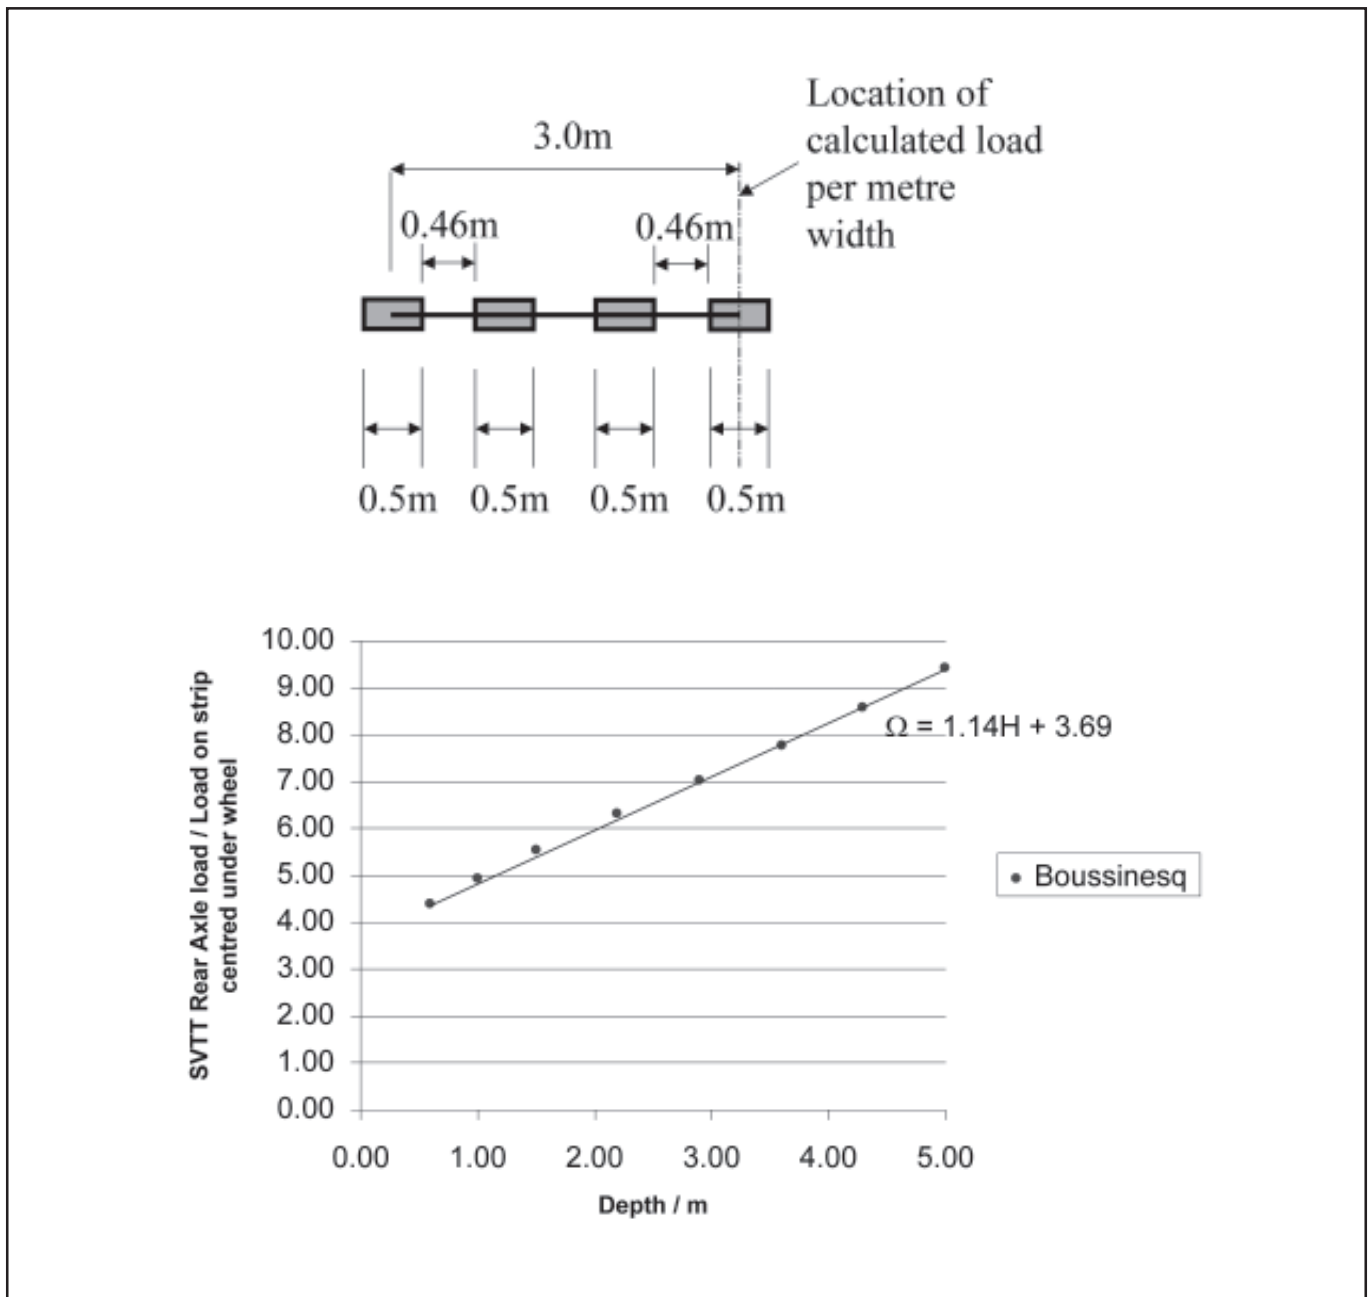 Location of
calculated load
per metre
width
3.0m
0.46m
0.46m
0.5m
0.5m
0.5m
0.5m
SVTT Rear Axle load / Load on strip
centred under wheel
10.00
9.00
8.00
7.00
6.00
5.00
4.00
3.00
2.00
1.00
0.00
Ω = 1.14H + 3.69
Boussinesq
0.00
1.00
2.00
3.00
4.00
5.00
Depth / m